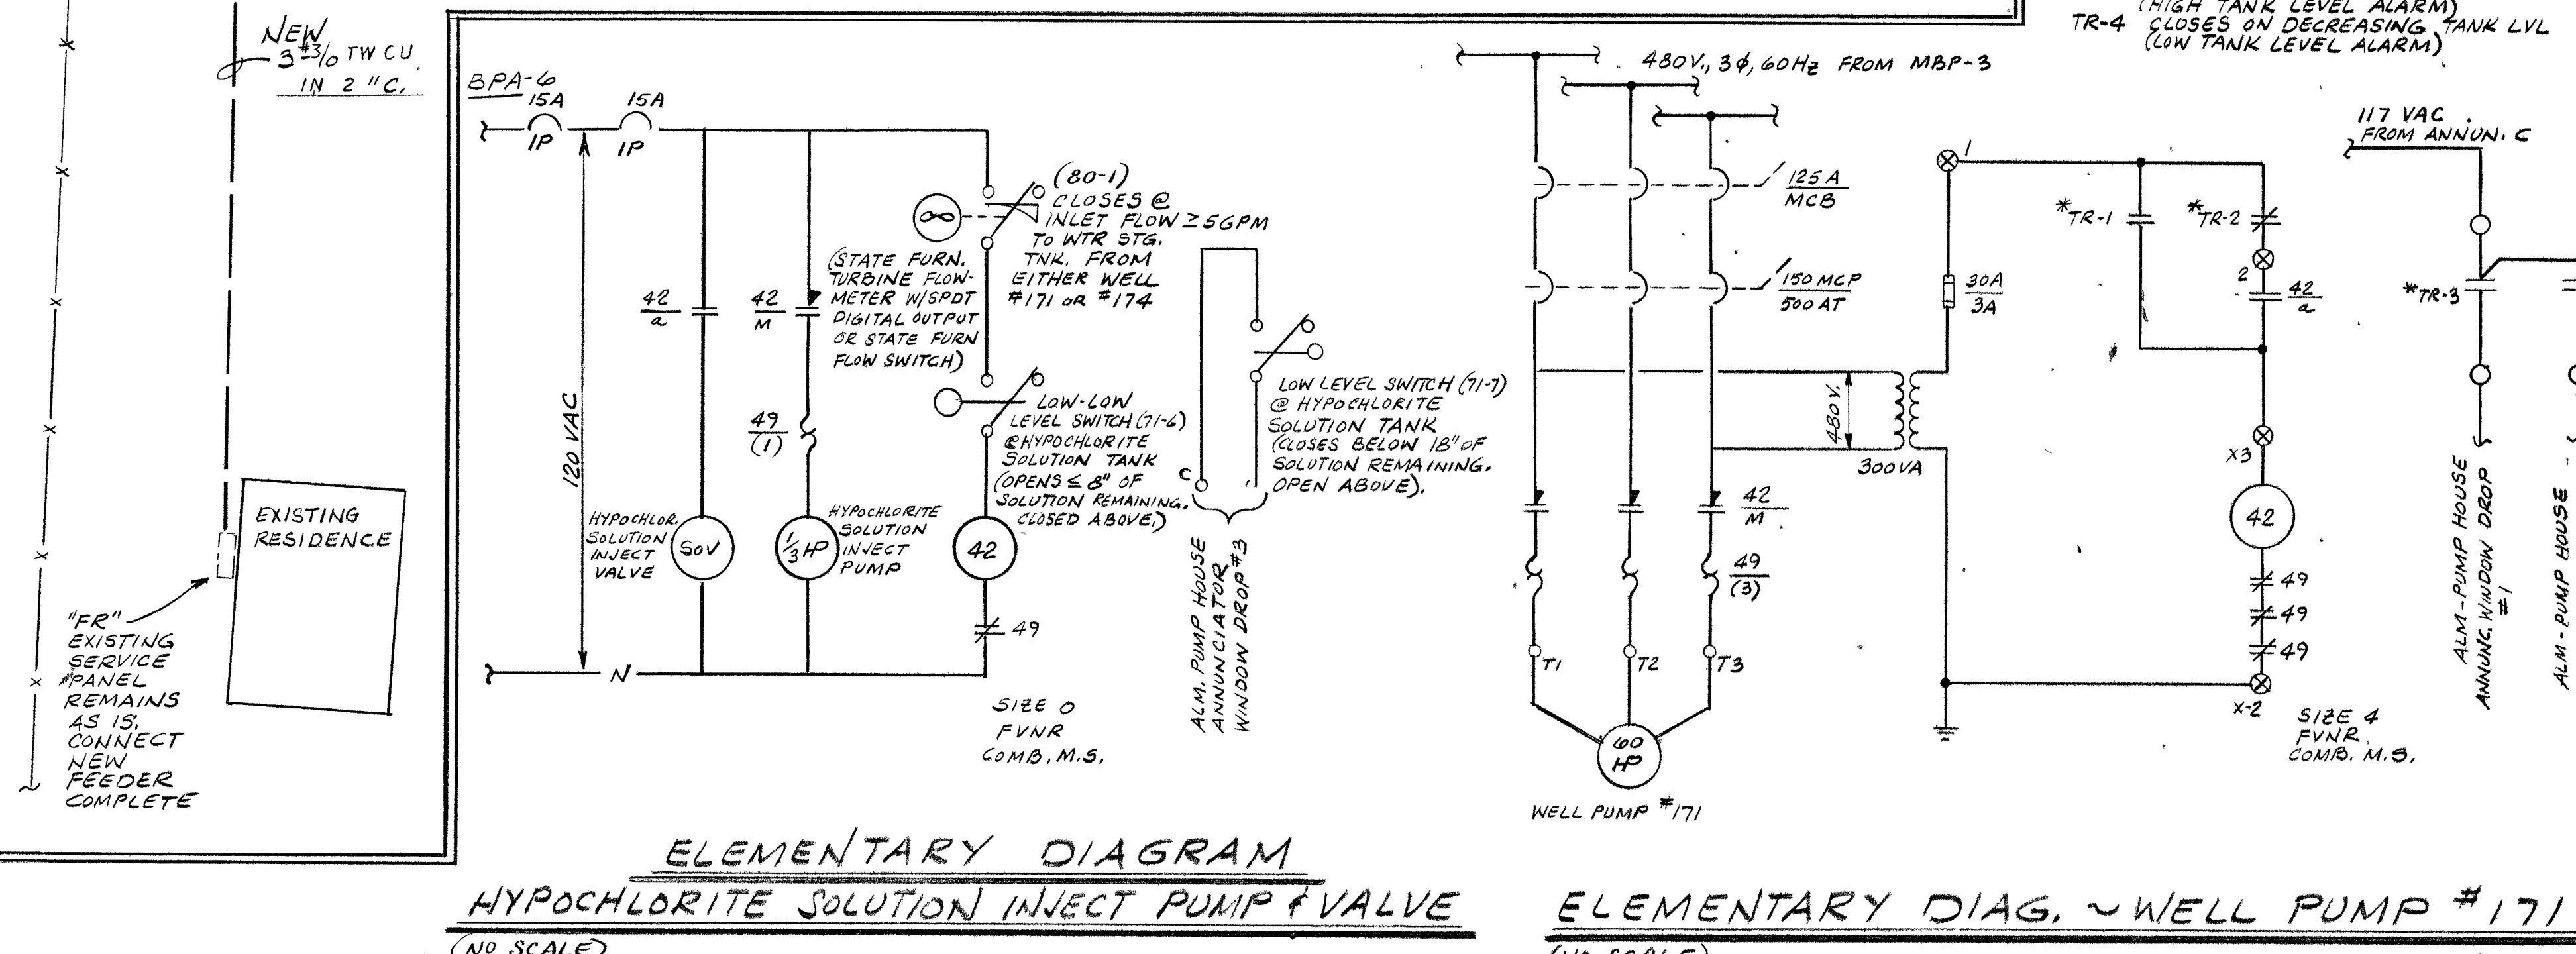 NEW
3 #3/0 TW CU
IN 2 "C.
"FR"
EXISTING
SERVICE
PANEL
REMAINS
AS IS.
CONNECT
NEW
FEEDER
COMPLETE
EXISTING
RESIDENCE
BPA-6
15A
1P
15A
1P
120 VAC
42
a
42
M
49
(1)
(STATE FURN.
TURBINE FLOW-
METER W/SPDT
DIGITAL OUTPUT
OR STATE FURN
FLOW SWITCH)
(80-1)
CLOSES @
INLET FLOW ≥ 5GPM
TO WTR STG.
TNK. FROM
EITHER WELL
#171 OR #174
LOW-LOW
LEVEL SWITCH (71-6)
@HYPOCHLORITE
SOLUTION TANK
(OPENS ≤ 8" OF
SOLUTION REMAINING.
CLOSED ABOVE.)
HYPOCHLOR.
SOLUTION
INJECT
VALVE
SOV
1/3 HP
HYPOCHLORITE
SOLUTION
INJECT
PUMP
42
49
N
SIZE 0
FVNR
COMB. M.S.
C
LOW LEVEL SWITCH (71-7)
@ HYPOCHLORITE
SOLUTION TANK
(CLOSES BELOW 18" OF
SOLUTION REMAINING.
OPEN ABOVE).
ALM. PUMP HOUSE
ANNUNCIATOR
WINDOW DROP #3
ELEMENTARY DIAGRAM
HYPOCHLORITE SOLUTION INJECT PUMP & VALVE
(NO SCALE)
(HIGH TANK LEVEL ALARM)
TR-4 CLOSES ON DECREASING TANK LVL
(LOW TANK LEVEL ALARM)
480V., 3ϕ, 60Hz FROM MBP-3
125A
MCB
150 MCP
500 AT
480V.
300VA
42
M
49
(3)
T1
T2
T3
60
HP
WELL PUMP #171
1
30A
3A
*TR-1
*TR-2
2
42
a
X3
42
49
49
49
X-2
SIZE 4
FVNR
COMB. M.S.
117 VAC
FROM ANNUN. C
*TR-3
ALM-PUMP HOUSE
ANNUNC. WINDOW DROP
#1
ALM-PUMP HOUSE
ELEMENTARY DIAG. ~ WELL PUMP #171
(NO SCALE)